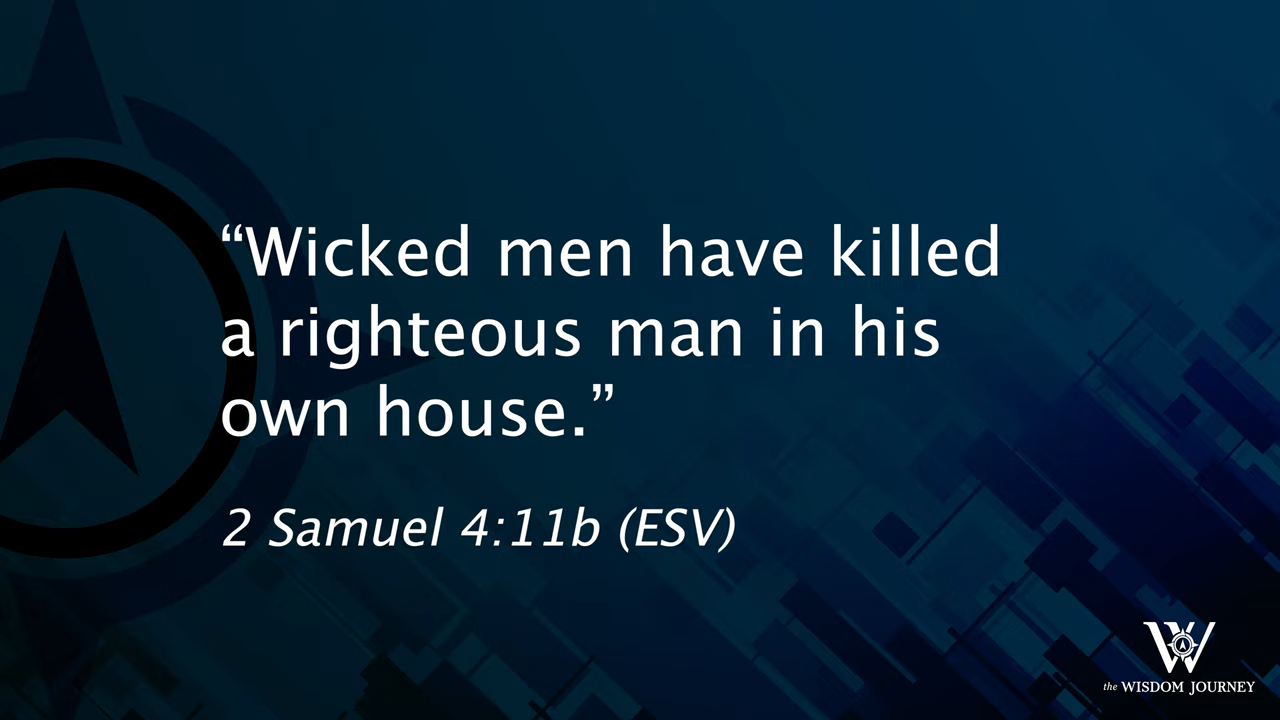 “Wicked men have killed
a righteous man in his
own house.”
2 Samuel 4:11b (ESV)
W
the WISDOM JOURNEY